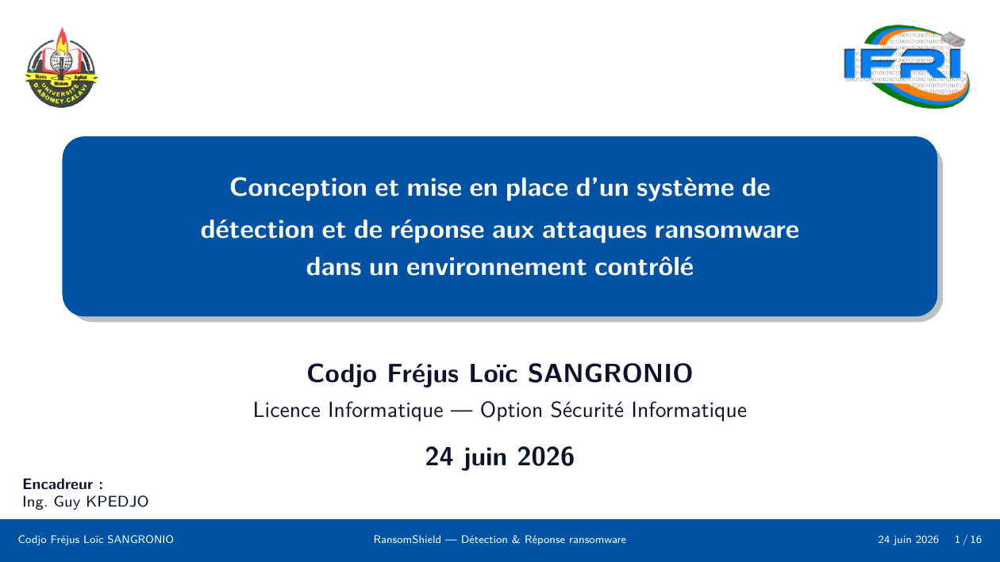 Mens Agitat
Molem
UNIVERSITE
D'ABOMEY-CALAVI
IFRI
Conception et mise en place d'un système de
détection et de réponse aux attaques ransomware
dans un environnement contrôlé
Codjo Fréjus Loïc SANGRONIO
Licence Informatique — Option Sécurité Informatique
24 juin 2026
Encadreur :
Ing. Guy KPEDJO
Codjo Fréjus Loïc SANGRONIO RansomShield — Détection & Réponse ransomware 24 juin 2026 1 / 16